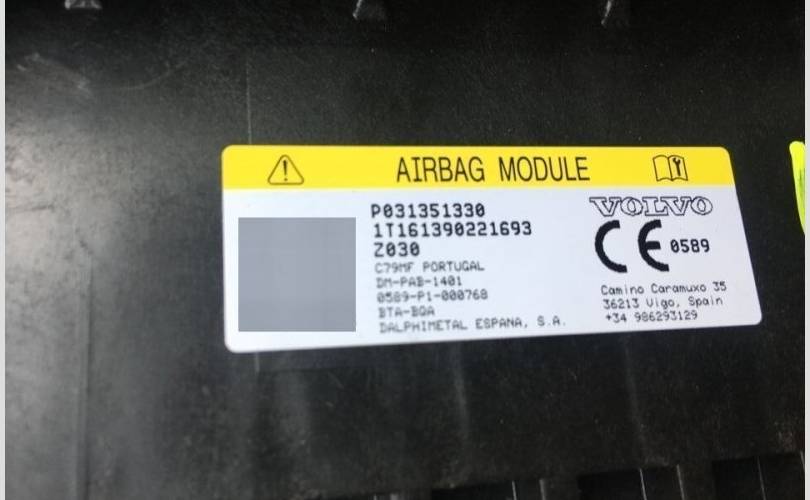 AIRBAG MODULE
P031351330
1T161390221693
Z030
C79MF PORTUGAL
DM-PAB-1401
0589-P1-000768
BTA-BQA
DALPHIMETAL ESPANA, S.A.
VOLVO
CE 0589
Camino Caramuxo 35
36213 Vigo, Spain
+34 986293129